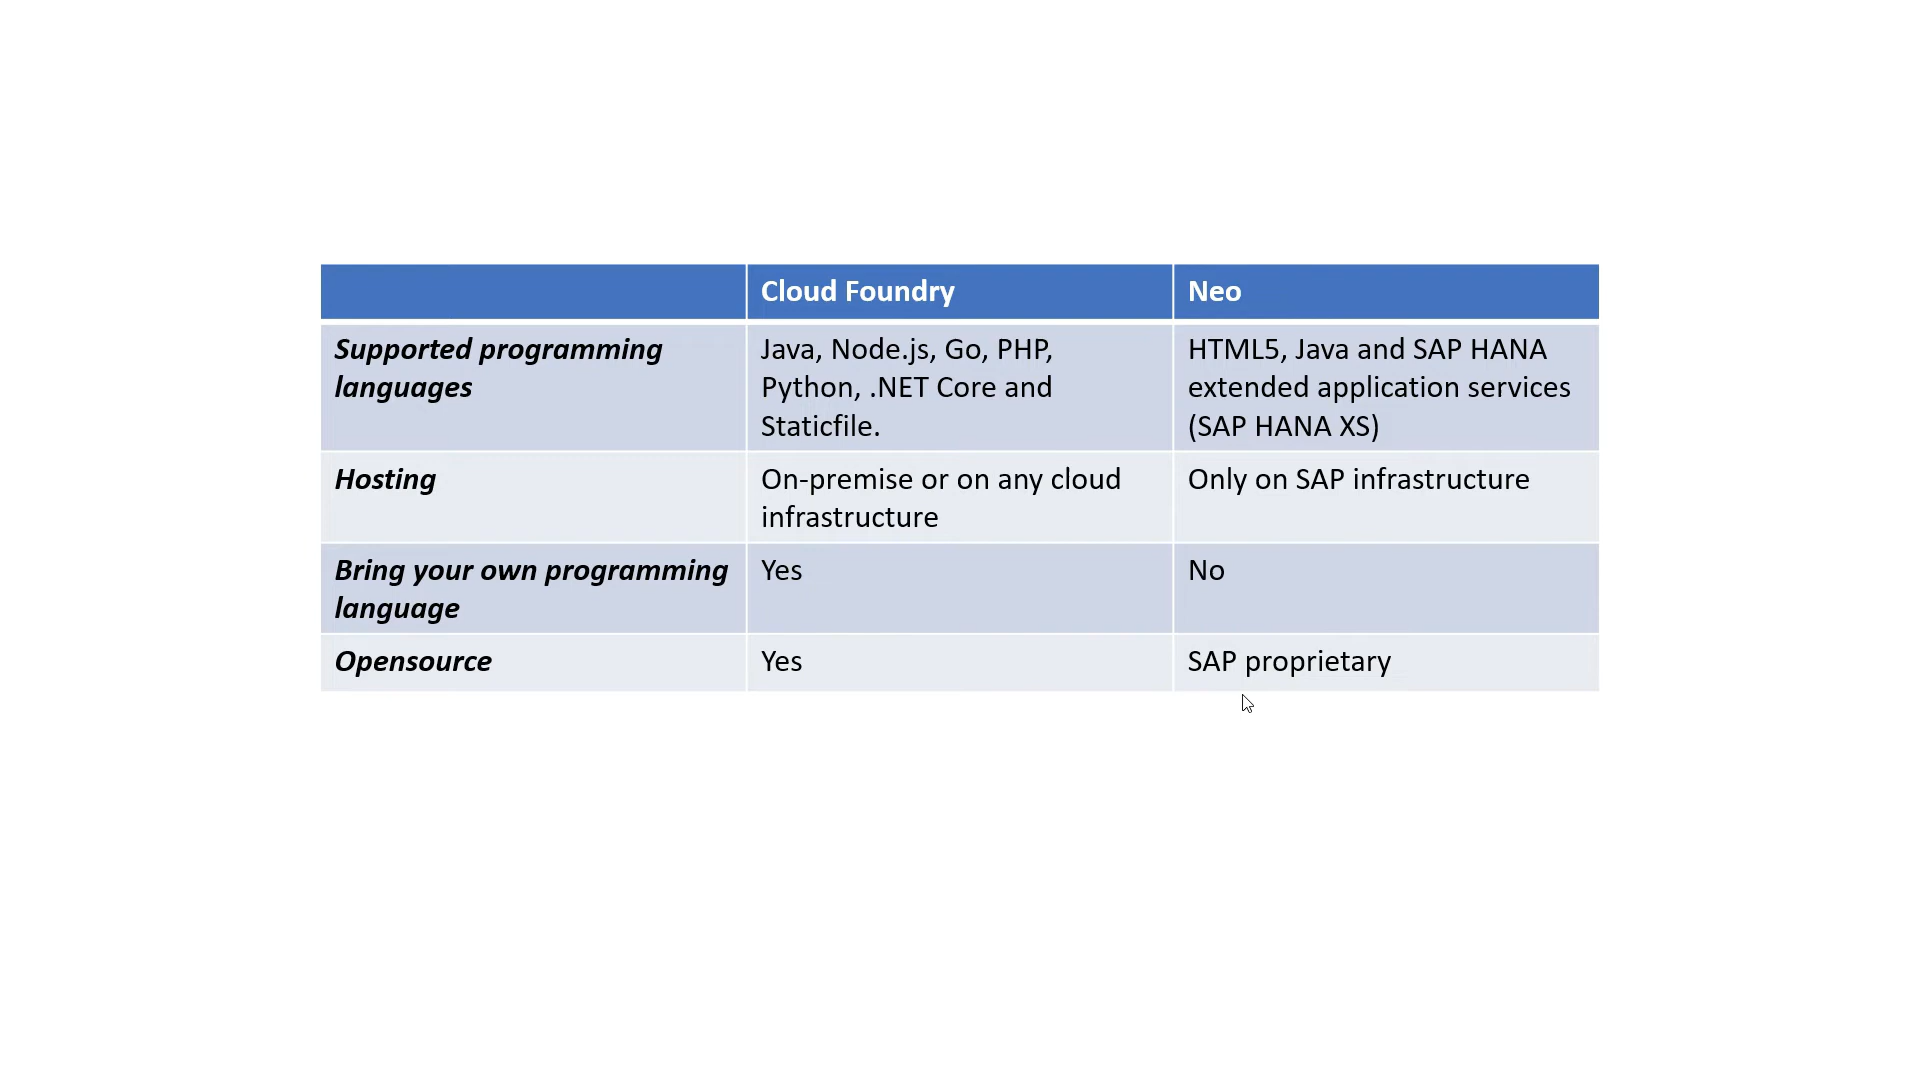 Cloud Foundry
Neo
Supported programming
languages
Java, Node.js, Go, PHP,
Python, .NET Core and
Staticfile.
HTML5, Java and SAP HANA
extended application services
(SAP HANA XS)
Hosting
On-premise or on any cloud
infrastructure
Only on SAP infrastructure
Bring your own programming
language
Yes
No
Opensource
Yes
SAP proprietary